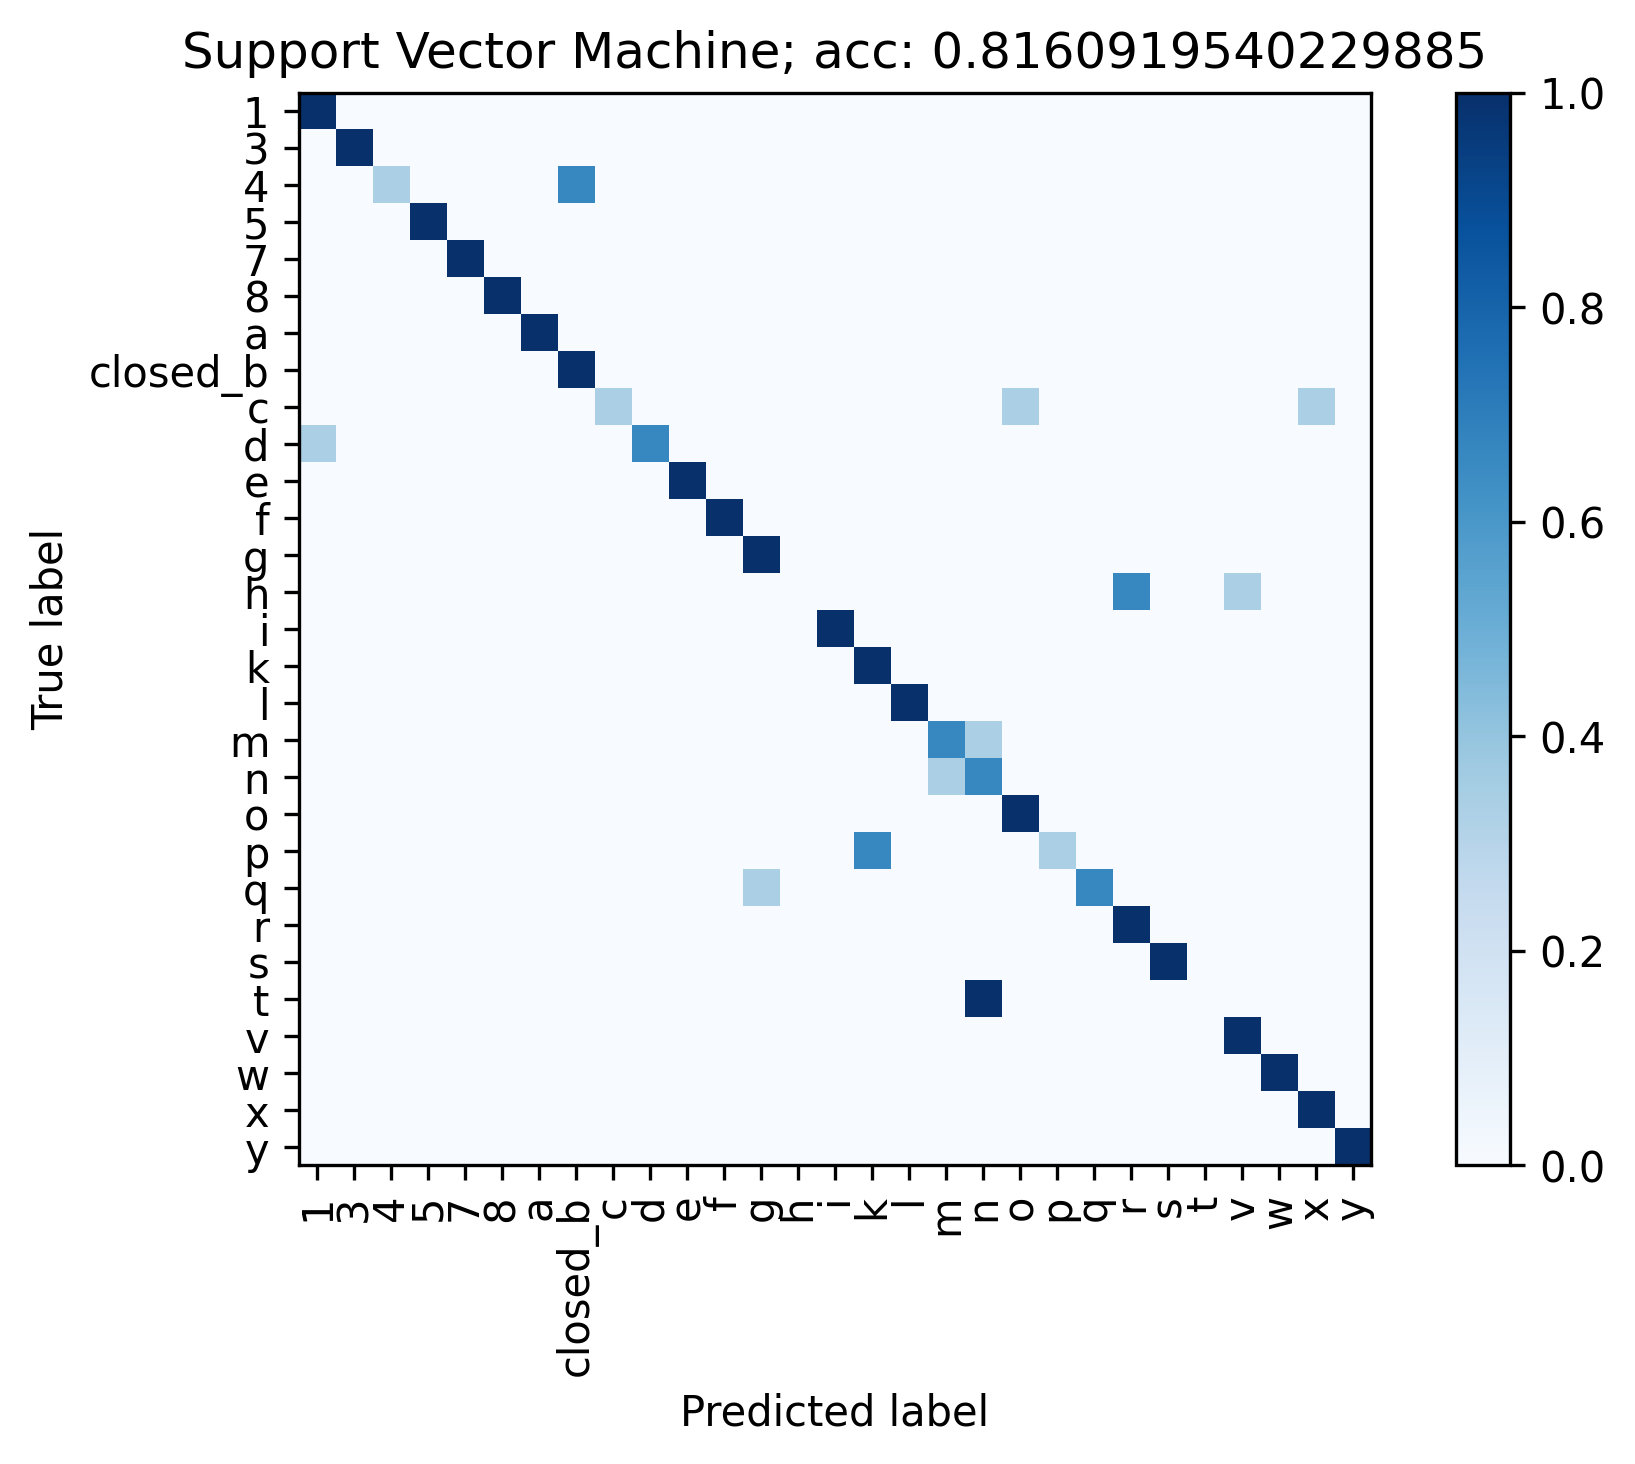 Support Vector Machine; acc: 0.8160919540229885
True label
1
3
4
5
7
8
a
closed_b
c
d
e
f
g
h
i
k
l
m
n
o
p
q
r
s
t
v
w
x
y
1 3 4 5 7 8 a closed_b c d e f g h i k l m n o p q r s t v w x y
Predicted label
1.0
0.8
0.6
0.4
0.2
0.0